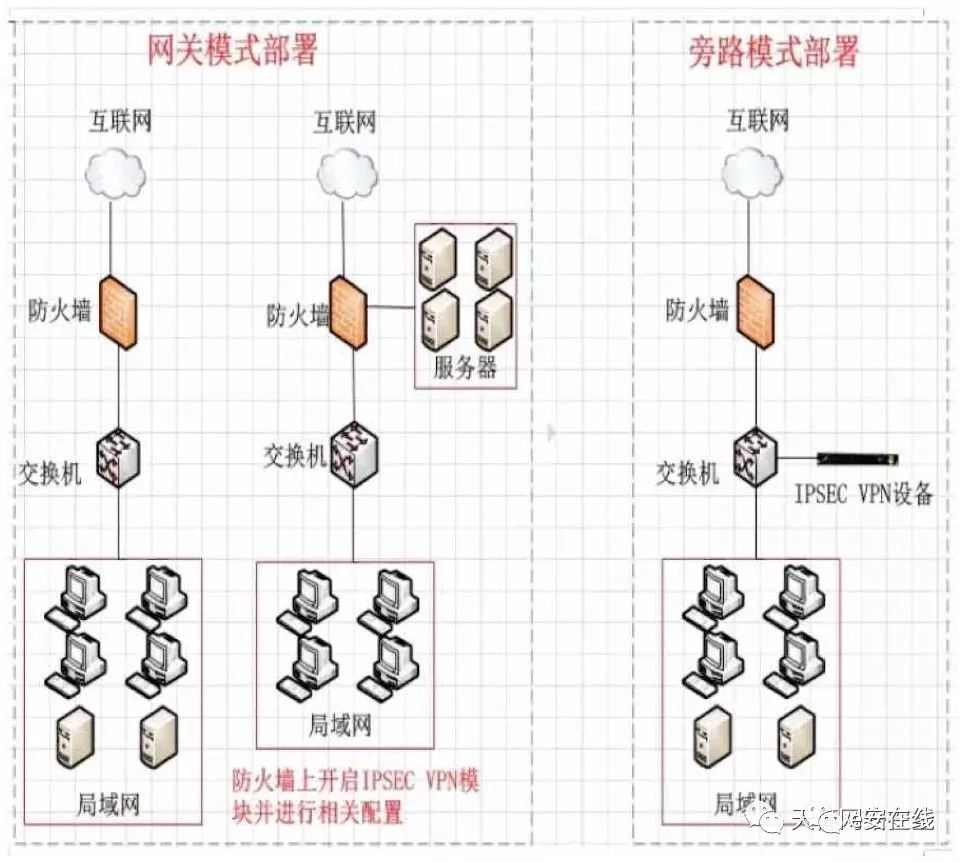 网关模式部署
旁路模式部署
互联网
互联网
互联网
防火墙
防火墙
服务器
防火墙
交换机
交换机
交换机
IPSEC VPN设备
局域网
局域网
防火墙上开启IPSEC VPN模
块并进行相关配置
局域网
网安在线